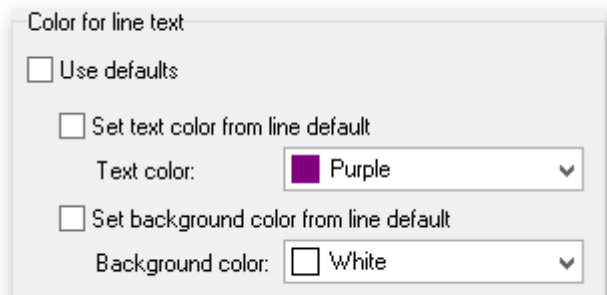 Color for line text
Use defaults
Set text color from line default
Text color: Purple
Set background color from line default
Background color: White